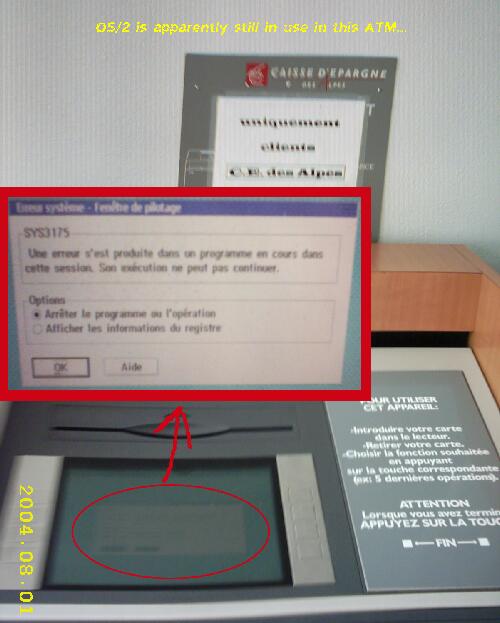 OS/2 is apparently still in use in this ATM...
CAISSE D'EPARGNE
DES ALPES
uniquement
clients
C.E. des Alpes
Erreur système - Fenêtre de pilotage
SYS3175
Une erreur s'est produite dans un programme en cours dans
cette session. Son exécution ne peut pas continuer.
Options
Arrêter le programme ou l'opération
Afficher les informations du registre
OK
Aide
POUR UTILISER
CET APPAREIL:
-Introduire votre carte
dans le lecteur.
-Retirer votre carte.
-Choisir la fonction souhaitée
en appuyant
sur la touche correspondante
(ex: 5 dernières opérations).
ATTENTION
Lorsque vous avez termin
APPUYEZ SUR LA TOUC
FIN
2004.08.01